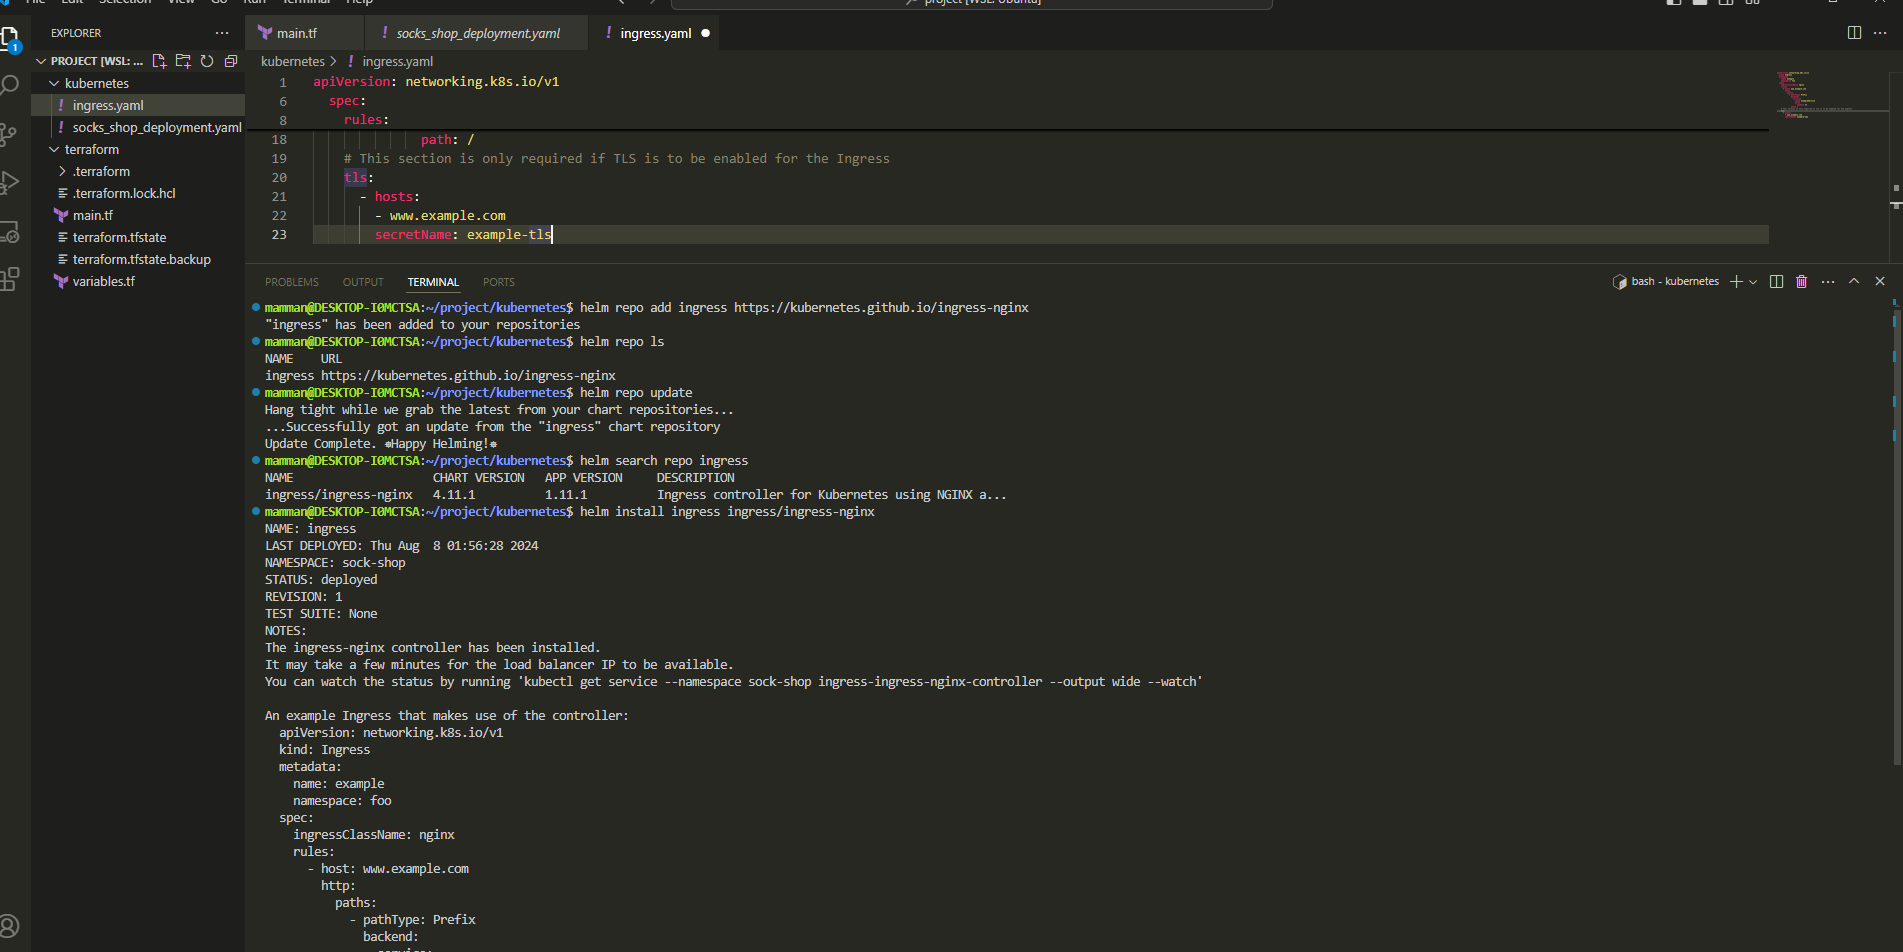 File Edit Selection View Go Run Terminal Help
project [WSL: Ubuntu]
EXPLORER
main.tf
socks_shop_deployment.yaml
ingress.yaml
1
PROJECT [WSL: ...
kubernetes
ingress.yaml
socks_shop_deployment.yaml
terraform
.terraform
.terraform.lock.hcl
main.tf
terraform.tfstate
terraform.tfstate.backup
variables.tf
kubernetes > ! ingress.yaml
1 apiVersion: networking.k8s.io/v1
6 spec:
8 rules:
18 path: /
19 # This section is only required if TLS is to be enabled for the Ingress
20 tls:
21 - hosts:
22 - www.example.com
23 secretName: example-tls
PROBLEMS OUTPUT TERMINAL PORTS
bash - kubernetes
mamman@DESKTOP-I0MCTSA:~/project/kubernetes$ helm repo add ingress https://kubernetes.github.io/ingress-nginx
"ingress" has been added to your repositories
mamman@DESKTOP-I0MCTSA:~/project/kubernetes$ helm repo ls
NAME URL
ingress https://kubernetes.github.io/ingress-nginx
mamman@DESKTOP-I0MCTSA:~/project/kubernetes$ helm repo update
Hang tight while we grab the latest from your chart repositories...
...Successfully got an update from the "ingress" chart repository
Update Complete. ⎈Happy Helming!⎈
mamman@DESKTOP-I0MCTSA:~/project/kubernetes$ helm search repo ingress
NAME CHART VERSION APP VERSION DESCRIPTION
ingress/ingress-nginx 4.11.1 1.11.1 Ingress controller for Kubernetes using NGINX a...
mamman@DESKTOP-I0MCTSA:~/project/kubernetes$ helm install ingress ingress/ingress-nginx
NAME: ingress
LAST DEPLOYED: Thu Aug  8 01:56:28 2024
NAMESPACE: sock-shop
STATUS: deployed
REVISION: 1
TEST SUITE: None
NOTES:
The ingress-nginx controller has been installed.
It may take a few minutes for the load balancer IP to be available.
You can watch the status by running 'kubectl get service --namespace sock-shop ingress-ingress-nginx-controller --output wide --watch'
An example Ingress that makes use of the controller:
apiVersion: networking.k8s.io/v1
kind: Ingress
metadata:
name: example
namespace: foo
spec:
ingressClassName: nginx
rules:
- host: www.example.com
http:
paths:
- pathType: Prefix
backend:
service: